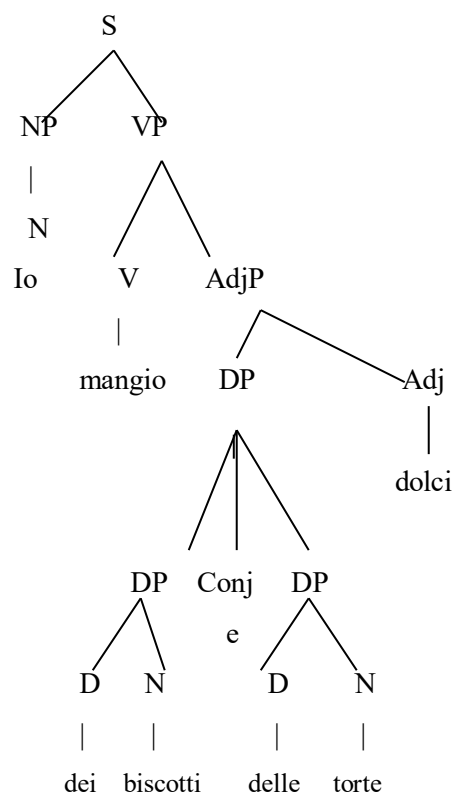 S
NP VP
N
Io V AdjP
mangio DP Adj
dolci
DP Conj DP
e
D N D N
dei biscotti delle torte